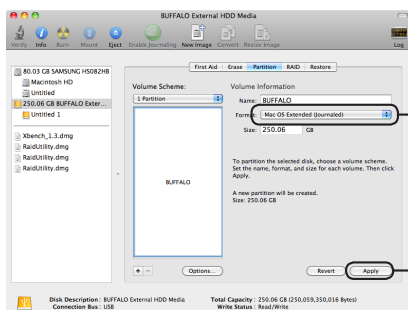 BUFFALO External HDD Media
Verify Info Burn Mount Eject Enable Journaling New Image Convert Resize Image Log
80.03 GB SAMSUNG HS082HB
Macintosh HD
Untitled
250.06 GB BUFFALO Exter...
Untitled 1
Xbench_1.3.dmg
RaidUtility.dmg
RaidUtility.dmg
RaidUtility.dmg
First Aid Erase Partition RAID Restore
Volume Scheme:
1 Partition
BUFFALO
+ - Options...
Volume Information
Name: BUFFALO
Format: Mac OS Extended (Journaled)
Size: 250.06 GB
To partition the selected disk, choose a volume scheme.
Set the name, format, and size for each volume. Then click
Apply.
A new partition will be created.
Size: 250.06 GB
Revert Apply
Disk Description : BUFFALO External HDD Media Total Capacity : 250.06 GB (250,059,350,016 Bytes)
Connection Bus : USB Write Status : Read/Write